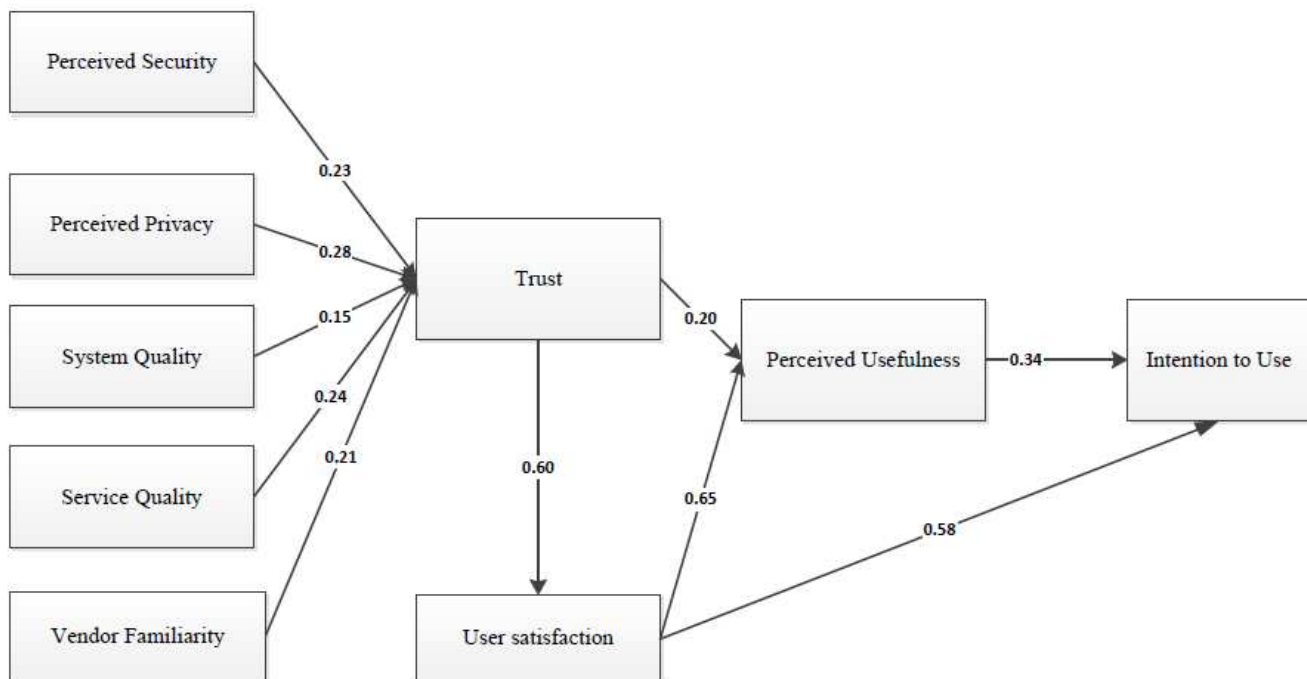 Perceived Security
0.23
Perceived Privacy
0.28
Trust
System Quality
0.15
0.20
Perceived Usefulness
0.34
Intention to Use
0.24
Service Quality
0.21
0.60
0.65
0.58
Vendor Familiarity
User satisfaction